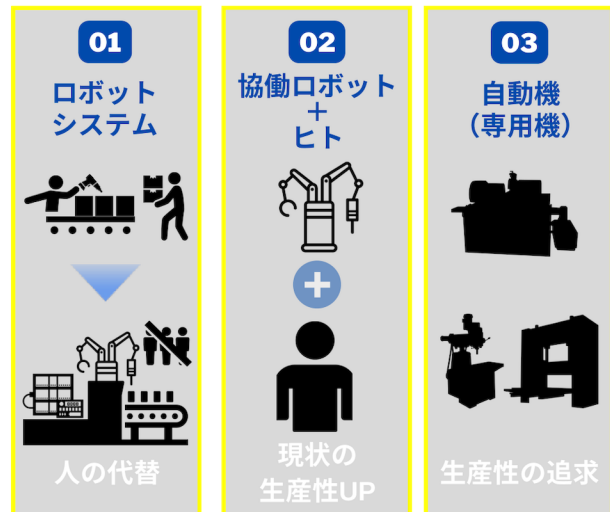 01
ロボット
システム
人の代替
02
協働ロボット
+
ヒト
+
現状の
生産性UP
03
自動機
（専用機）
生産性の追求